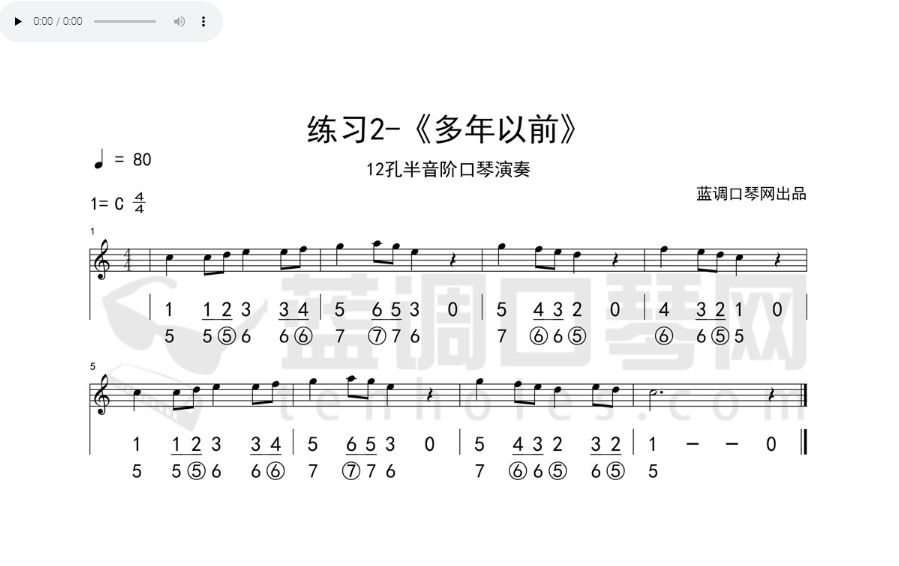 0:00 / 0:00
练习2-《多年以前》
♩ = 80
12孔半音阶口琴演奏
1= C 4/4
蓝调口琴网出品
1
1 1 2 3 3 4 5 6 5 3 0 5 4 3 2 0 4 3 2 1 0
5 5 ⑤ 6 6 ⑥ 7 ⑦ 7 6 7 ⑥ 6 ⑤ ⑥ 6 ⑤ 5
蓝调口琴网
tenholes.com
5
1 1 2 3 3 4 5 6 5 3 0 5 4 3 2 3 2 1 — — 0
5 5 ⑤ 6 6 ⑥ 7 ⑦ 7 6 7 ⑥ 6 ⑤ 6 ⑤ 5